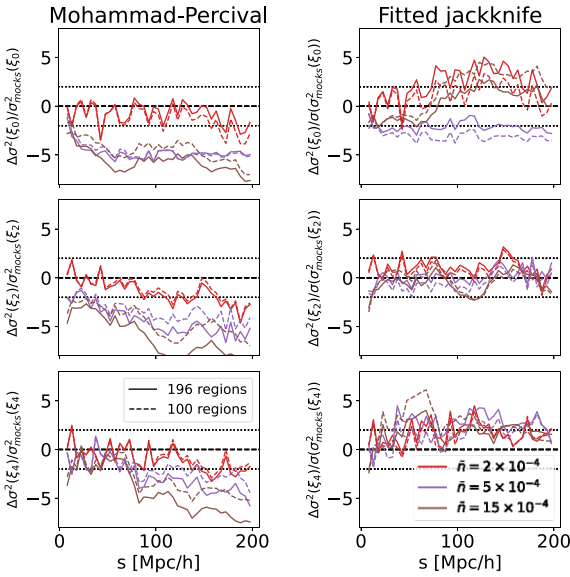 Mohammad-Percival
Fitted jackknife
Δσ²(ξ₀)/σ²mocks(ξ₀)
5
0
−5
Δσ²(ξ₀)/σ(σ²mocks(ξ₀))
5
0
−5
Δσ²(ξ₂)/σ²mocks(ξ₂)
5
0
−5
Δσ²(ξ₂)/σ(σ²mocks(ξ₂))
5
0
−5
Δσ²(ξ₄)/σ²mocks(ξ₄)
5
0
−5
196 regions
100 regions
Δσ²(ξ₄)/σ(σ²mocks(ξ₄))
5
0
−5
n̄ = 2 × 10⁻⁴
n̄ = 5 × 10⁻⁴
n̄ = 15 × 10⁻⁴
0 100 200
s [Mpc/h]
0 100 200
s [Mpc/h]